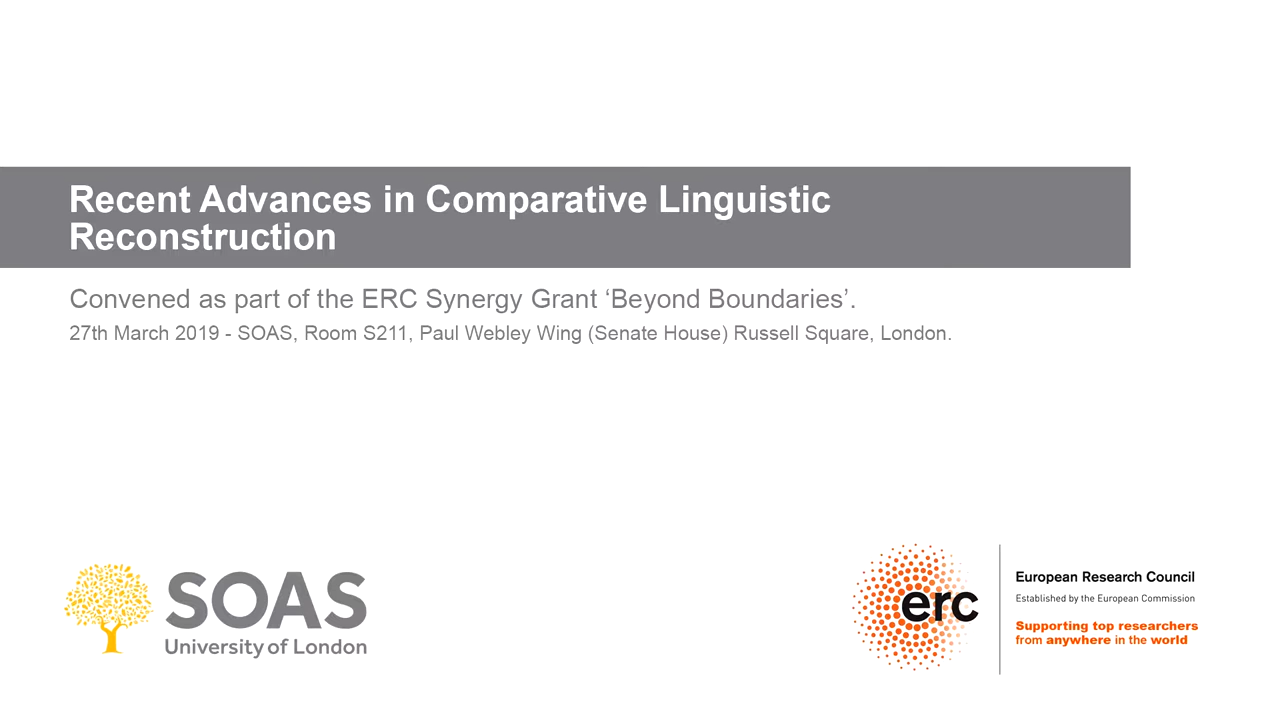 Recent Advances in Comparative Linguistic
Reconstruction
Convened as part of the ERC Synergy Grant ‘Beyond Boundaries’.
27th March 2019 - SOAS, Room S211, Paul Webley Wing (Senate House) Russell Square, London.
SOAS
University of London
erc
European Research Council
Established by the European Commission
Supporting top researchers
from anywhere in the world